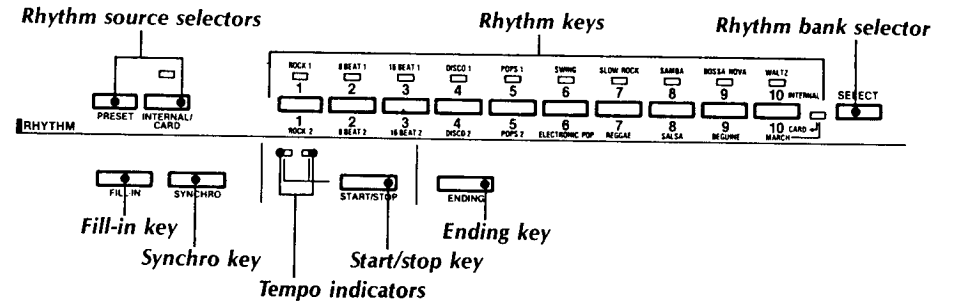 Rhythm source selectors
Rhythm keys
Rhythm bank selector
ROCK 1 8 BEAT 1 16 BEAT 1 DISCO 1 POPS 1 SWING SLOW ROCK SAMBA BOSSA NOVA WALTZ
1 2 3 4 5 6 7 8 9 10 INTERNAL
SELECT
PRESET INTERNAL/
CARD
1 2 3 4 5 6 7 8 9 10 CARD
ROCK 2 8 BEAT 2 16 BEAT 2 DISCO 2 POPS 2 ELECTRONIC POP REGGAE SALSA BEGUINE MARCH
RHYTHM
FILL-IN SYNCHRO START/STOP ENDING
Fill-in key
Ending key
Synchro key
Start/stop key
Tempo indicators